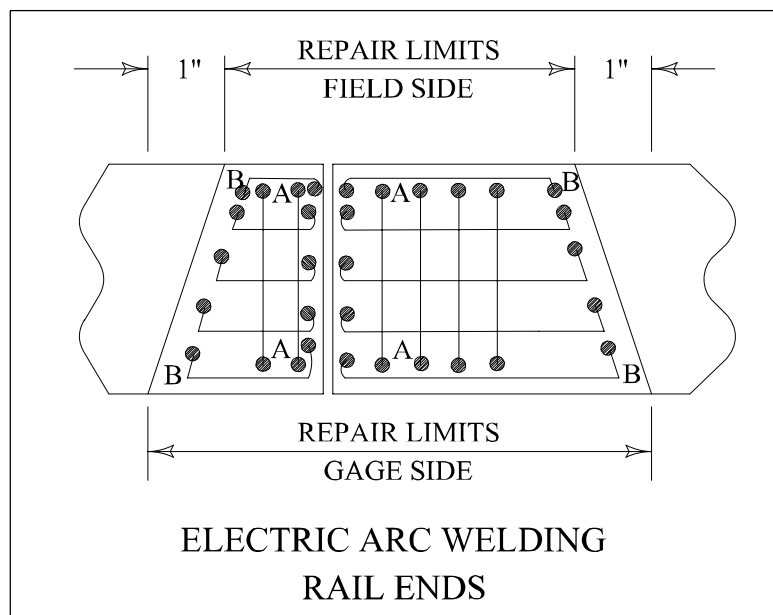 REPAIR LIMITS
1" 1"
FIELD SIDE
B A A B
A A
B B
REPAIR LIMITS
GAGE SIDE
ELECTRIC ARC WELDING
RAIL ENDS